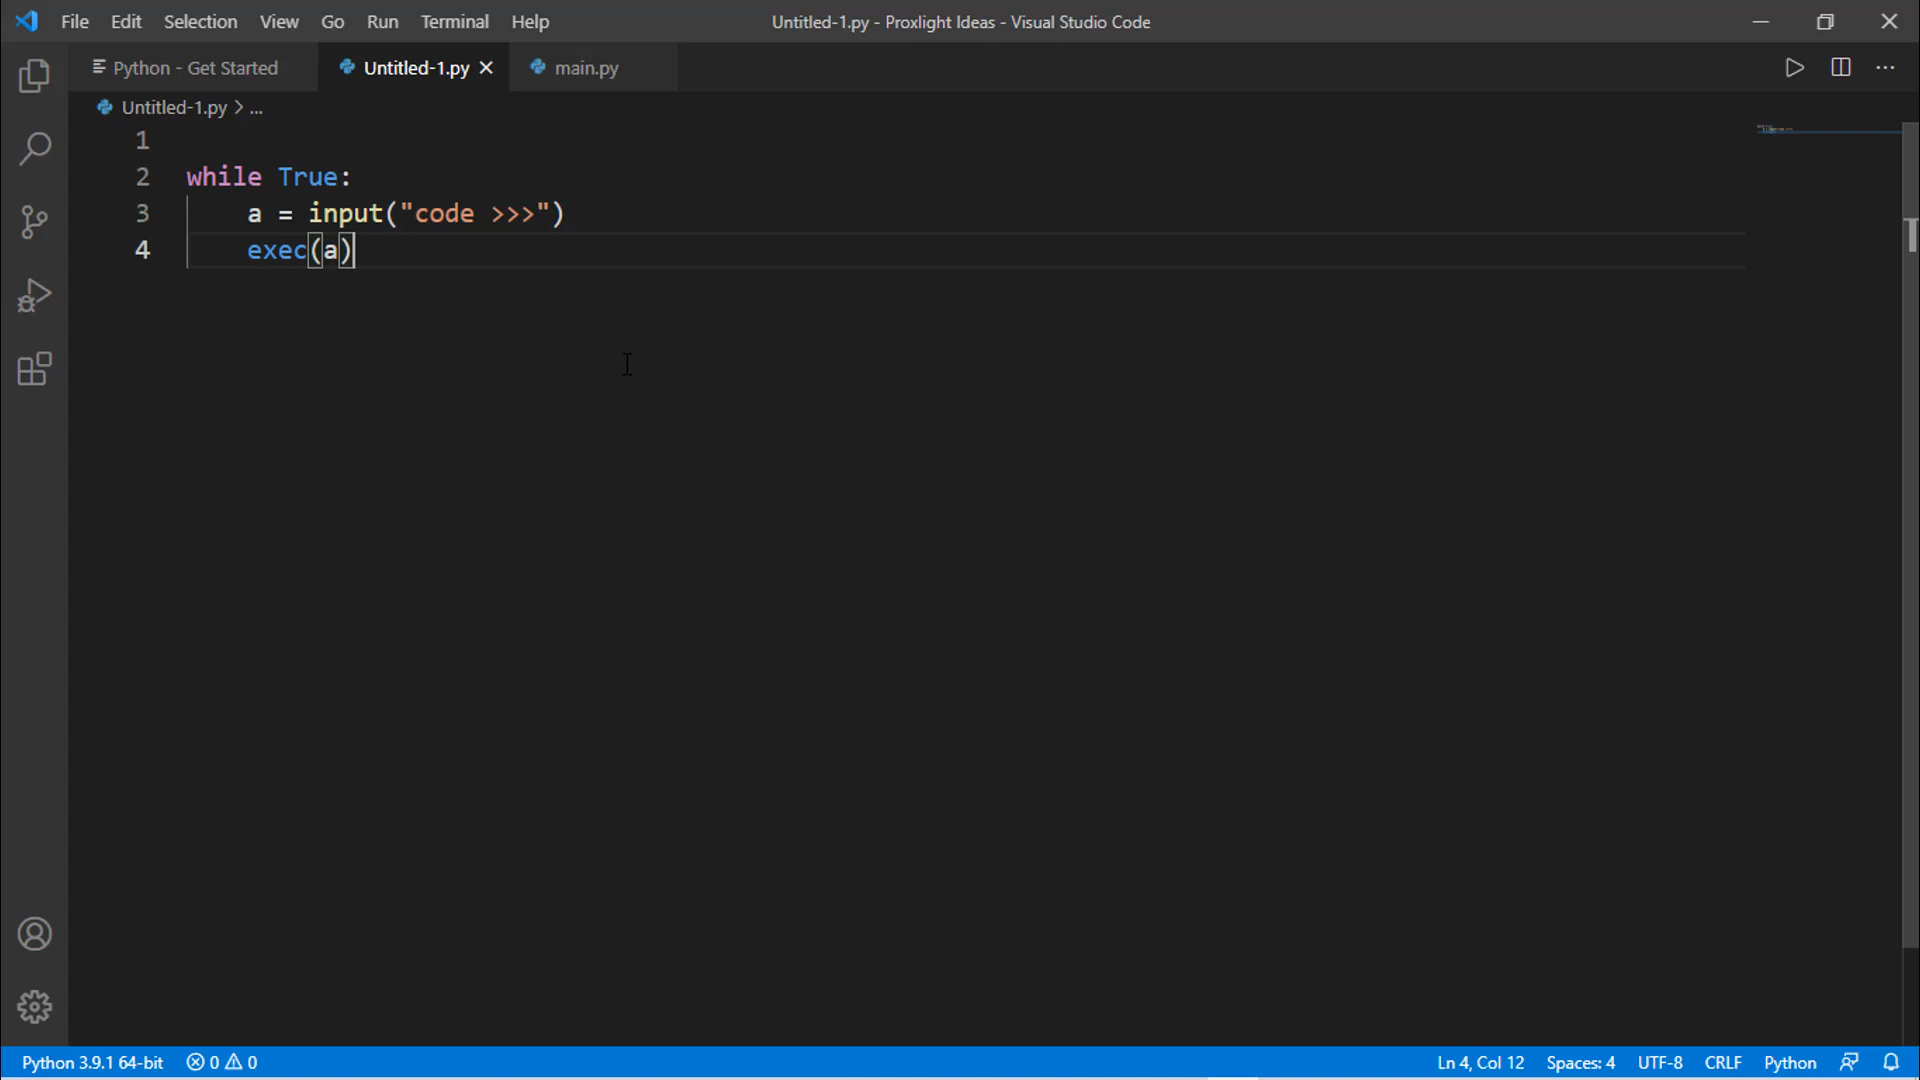 File Edit Selection View Go Run Terminal Help Untitled-1.py - Proxlight Ideas - Visual Studio Code
Python - Get Started Untitled-1.py main.py
Untitled-1.py > ...
1
2 while True:
3 a = input("code >>>")
4 exec(a)
Python 3.9.1 64-bit 0 0 Ln 4, Col 12 Spaces: 4 UTF-8 CRLF Python